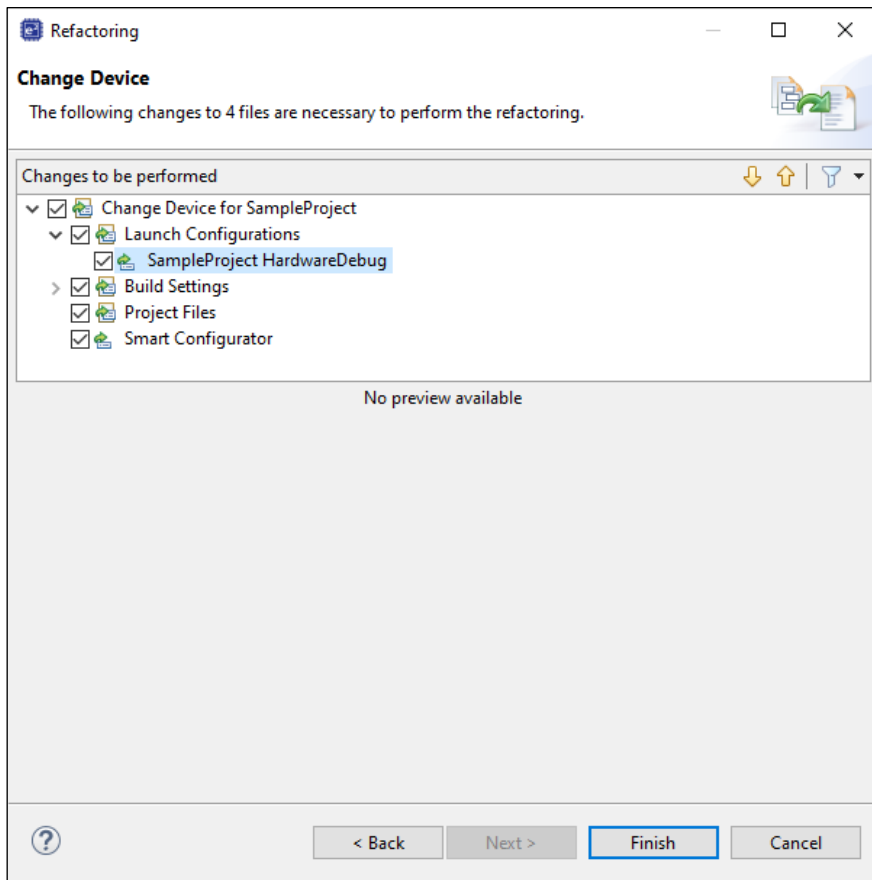 Refactoring
Change Device
The following changes to 4 files are necessary to perform the refactoring.
Changes to be performed
Change Device for SampleProject
Launch Configurations
SampleProject HardwareDebug
Build Settings
Project Files
Smart Configurator
No preview available
? < Back Next > Finish Cancel